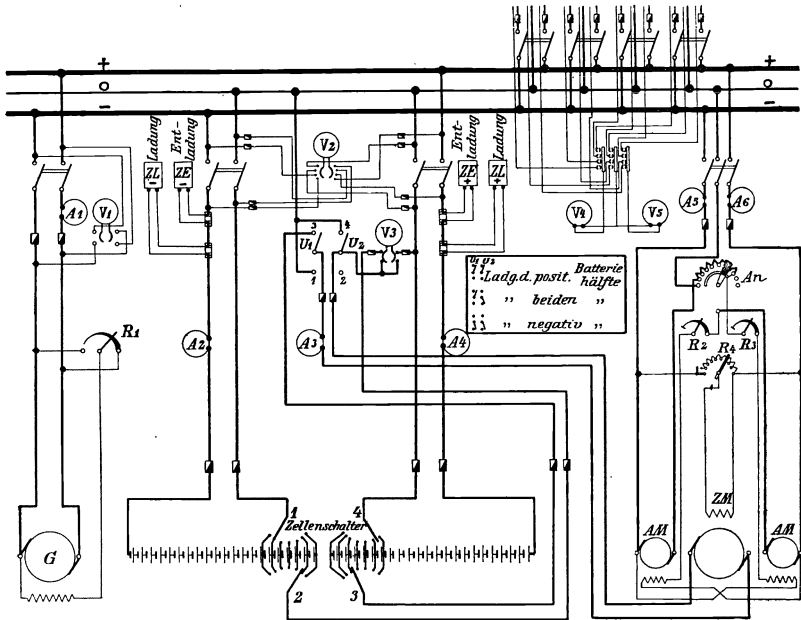 +
o
−
+
o
−
Ladung
ZL
−
Ent-
ladung
ZE
−
V2
Ent-
ladung
ZE
+
Ladung
ZL
+
A1
V1
V4
V5
A5
A6
3
4
U1
U2
V3
1
2
U1 U2
Ladg. d. posit. Batterie
hälfte
„ beiden „
„ negativ „
An
R1
A2
A3
A4
R2
R4
R3
ZM
1
4
Zellenschalter
2
3
G
AM
AM